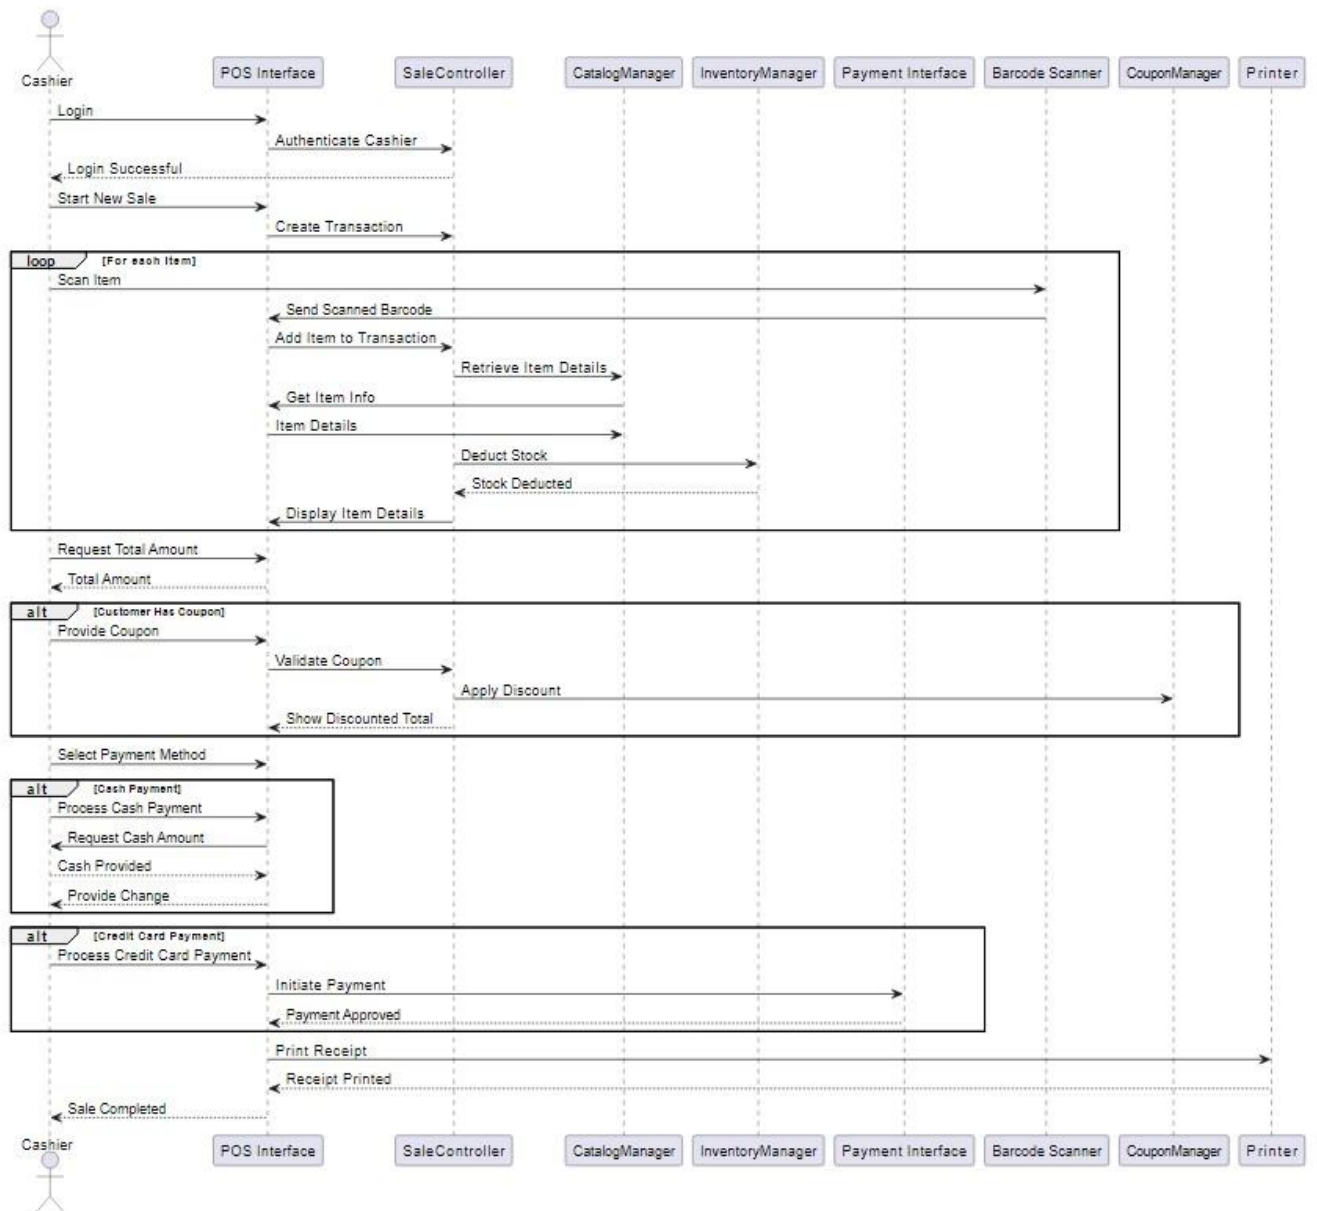 Cashier
POS Interface
SaleController
CatalogManager
InventoryManager
Payment Interface
Barcode Scanner
CouponManager
Printer
Login
Authenticate Cashier
Login Successful
Start New Sale
Create Transaction
loop [For each Item]
Scan Item
Send Scanned Barcode
Add Item to Transaction
Retrieve Item Details
Get Item Info
Item Details
Deduct Stock
Stock Deducted
Display Item Details
Request Total Amount
Total Amount
alt [Customer Has Coupon]
Provide Coupon
Validate Coupon
Apply Discount
Show Discounted Total
Select Payment Method
alt [Cash Payment]
Process Cash Payment
Request Cash Amount
Cash Provided
Provide Change
alt [Credit Card Payment]
Process Credit Card Payment
Initiate Payment
Payment Approved
Print Receipt
Receipt Printed
Sale Completed
Cashier
POS Interface
SaleController
CatalogManager
InventoryManager
Payment Interface
Barcode Scanner
CouponManager
Printer